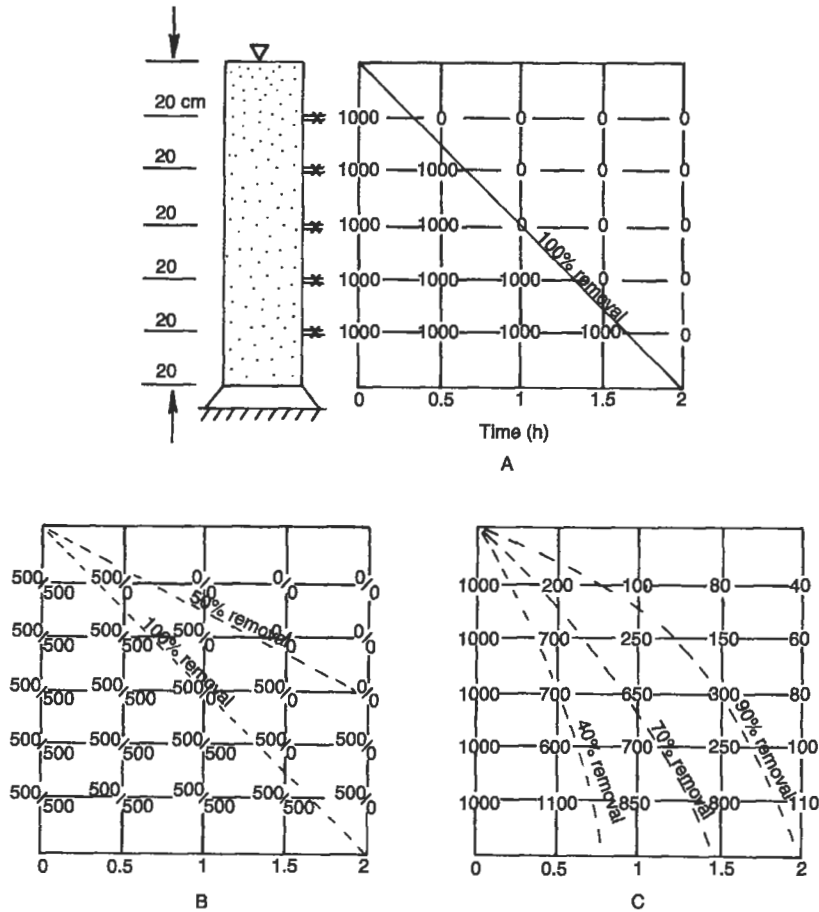 20 cm 1000 0 0 0 0
20 1000 1000 0 0 0
20 1000 1000 0 0 0
20 1000 1000 1000 0 0
20 1000 1000 1000 1000 0
20
100% removal
0 0.5 1 1.5 2
Time (h)
A
500/500 500/0 0/0 0/0 0/0
500/500 500/500 500/0 0/0 0/0
500/500 500/500 500/0 500/0 0/0
500/500 500/500 500/500 500/0 500/0
500/500 500/500 500/500 500/500 500/0
50% removal
100% removal
0 0.5 1 1.5 2
B
1000 200 100 80 40
1000 700 250 150 60
1000 700 650 300 80
1000 600 700 250 100
1000 1100 850 800 110
40% removal
70% removal
90% removal
0 0.5 1 1.5 2
C